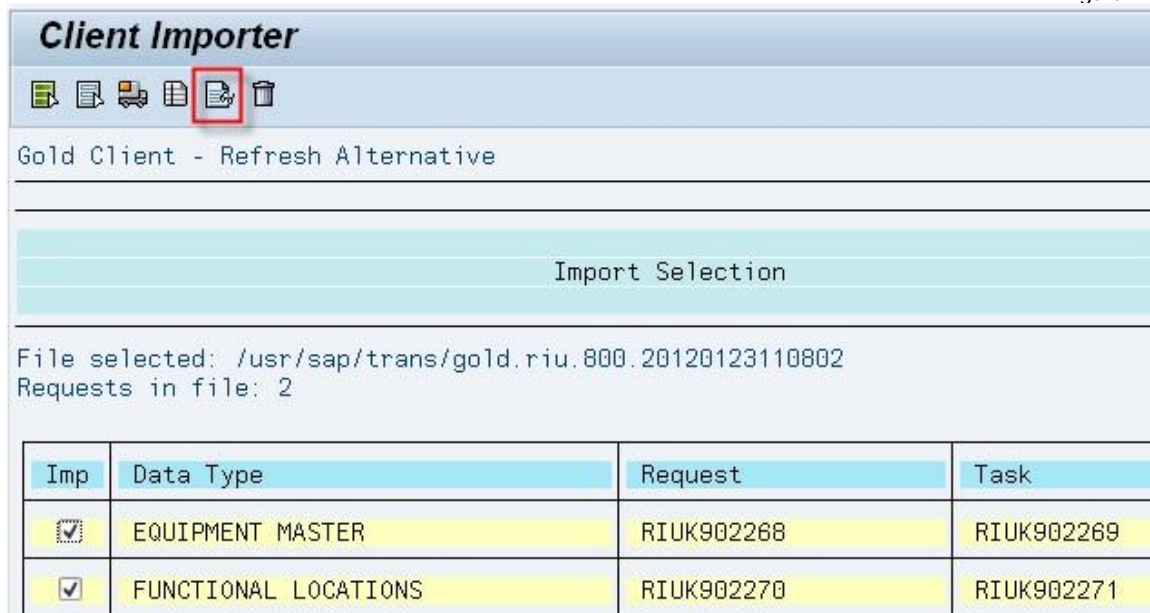 Client Importer
Gold Client - Refresh Alternative
Import Selection
File selected: /usr/sap/trans/gold.riu.800.20120123110802
Requests in file: 2
Imp Data Type Request Task
EQUIPMENT MASTER RIUK902268 RIUK902269
FUNCTIONAL LOCATIONS RIUK902270 RIUK902271